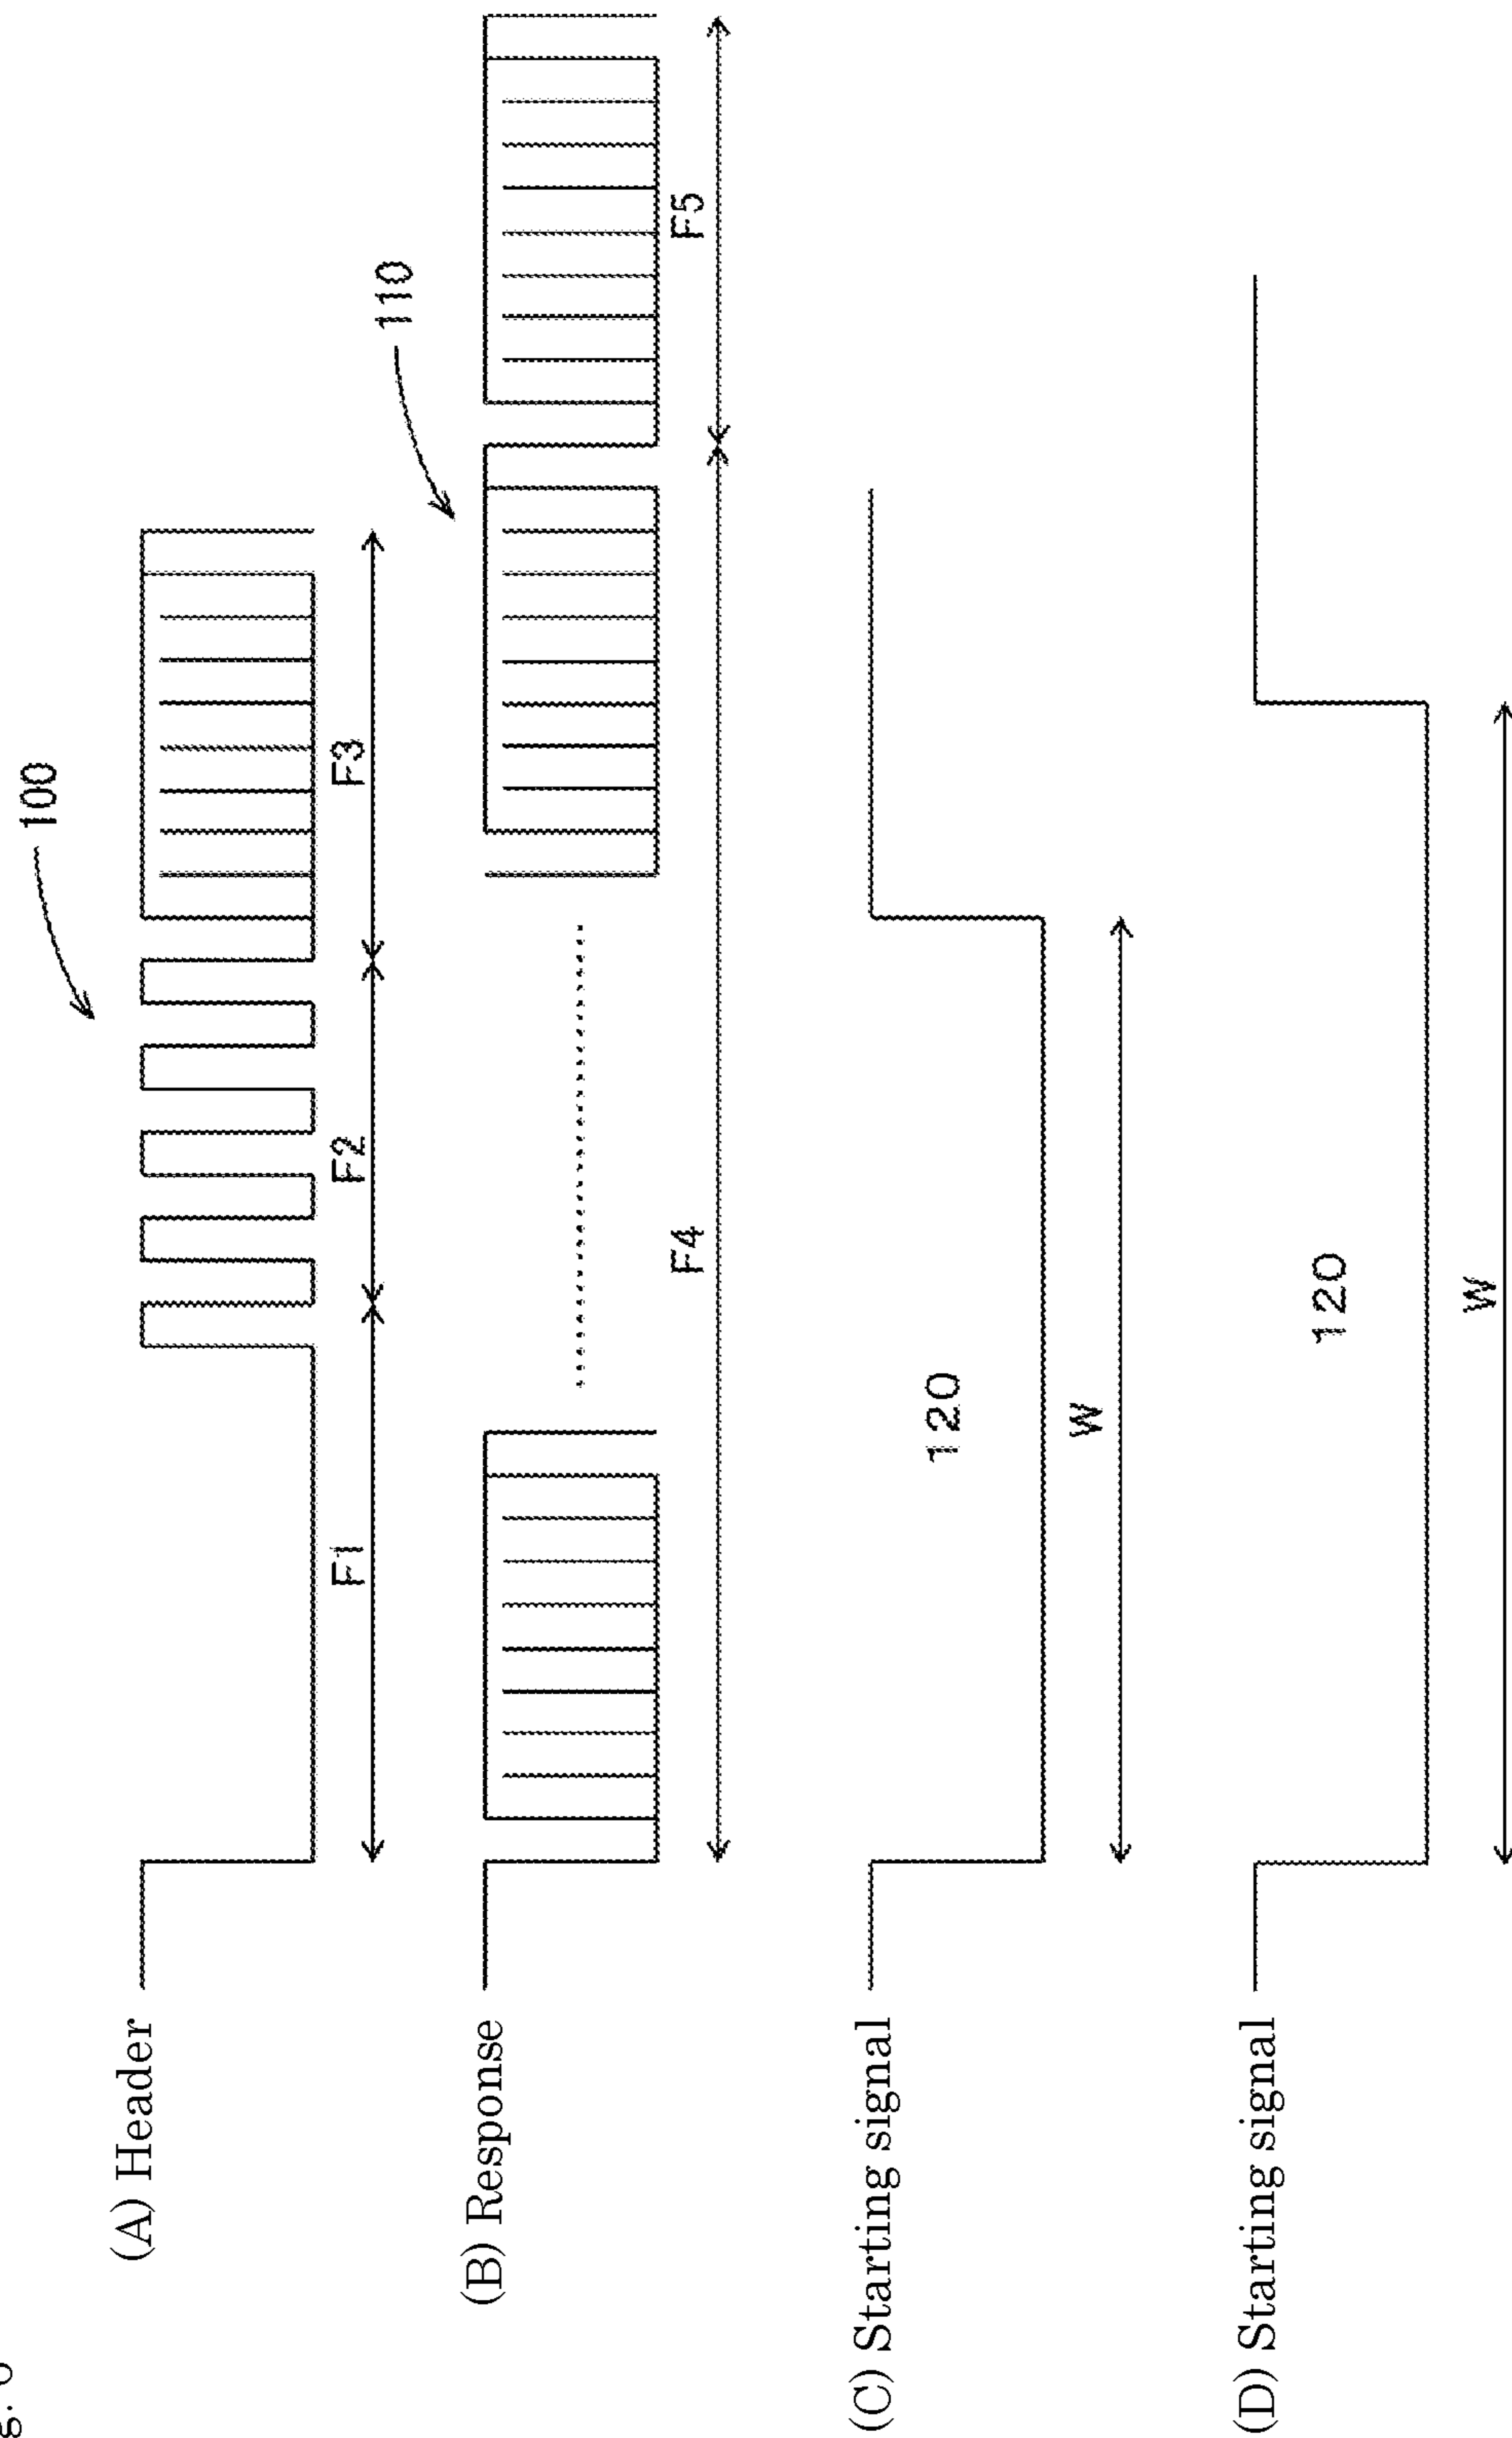 (A) Header
100
F1
F2
F3
(B) Response
110
F4
F5
(C) Starting signal
120
W
(D) Starting signal
120
W